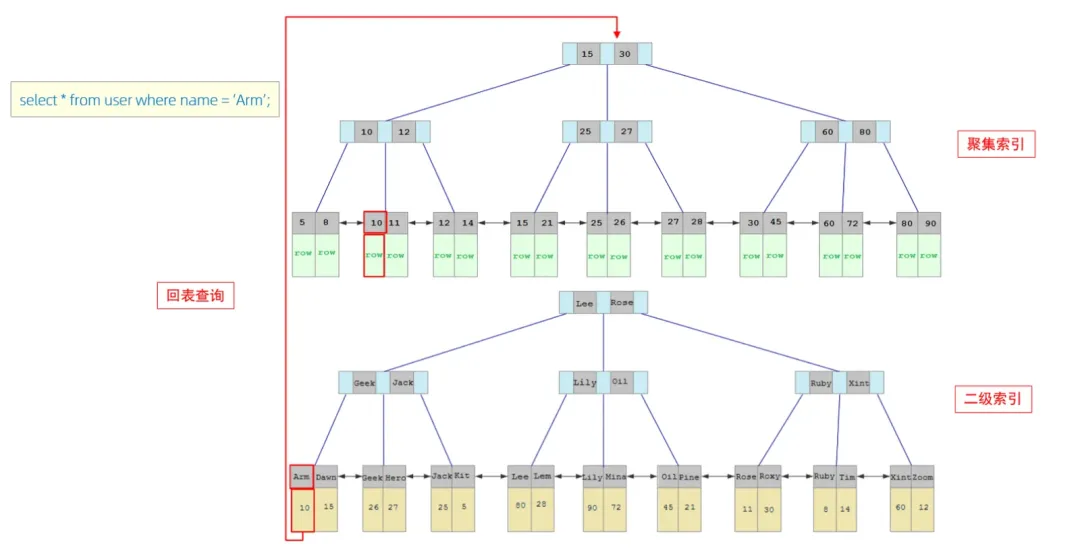 15 30
select * from user where name = ‘Arm’;
10 12
25 27
60 80
聚集索引
5 8 10 11 12 14 15 21 25 26 27 28 30 45 60 72 80 90
row row row row row row row row row row row row row row row row row row
回表查询
Lee Rose
Geek Jack
Lily Oil
Ruby Xint
二级索引
Arm Dawn Geek Hero Jack Kit Lee Lem Lily Mina Oil Pine Rose Roxy Ruby Tim Xint Zoom
10 15 26 27 25 5 80 28 90 72 45 21 11 30 8 14 60 12